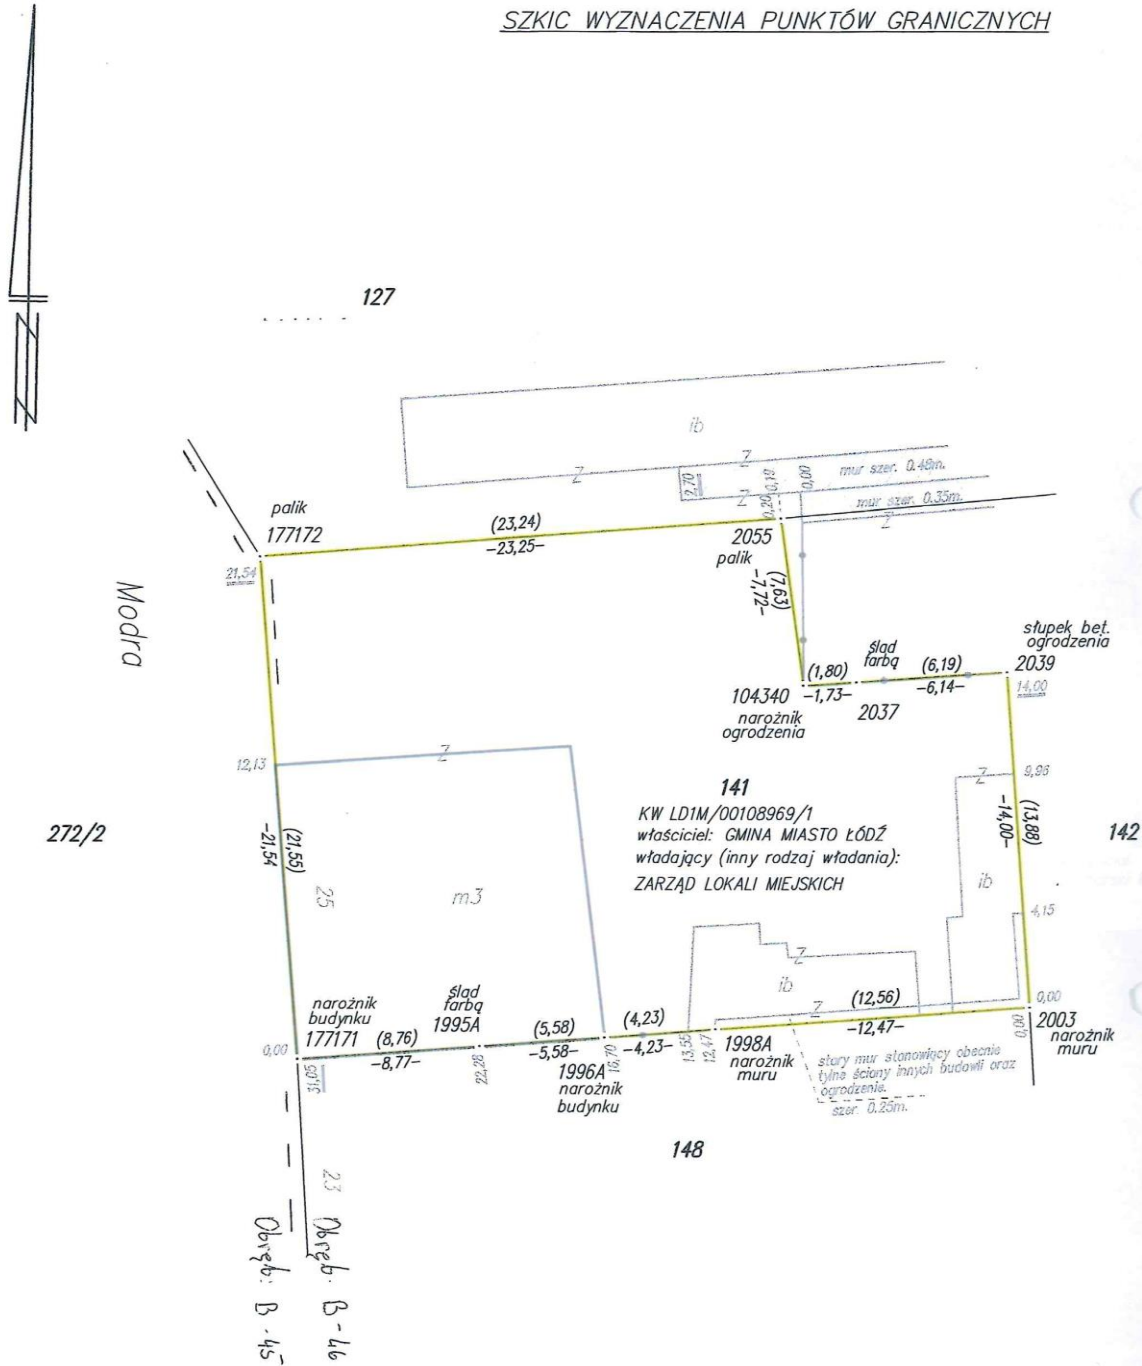 SZKIC WYZNACZENIA PUNKTÓW GRANICZNYCH
127
ib
Z
Z
Z
2,70
0,20
0,19
0,00
mur szer. 0.48m.
mur szer. 0.35m.
Z
palik
177172
(23,24)
-23,25-
2055
palik
21,54
Modra
(7,63)
-7,72-
słupek bet.
ogrodzenia
2039
14,00
ślad
farbą
(1,80)
-1,73-
(6,19)
-6,14-
104340
narożnik
ogrodzenia
2037
12,13
Z
141
KW LD1M/00108969/1
właściciel: GMINA MIASTO ŁÓDŹ
władający (inny rodzaj władania):
ZARZĄD LOKALI MIEJSKICH
Z
9,96
(13,88)
-14,00-
142
272/2
(21,55)
-21,54
25
m3
ib
4,15
Z
ib
Z
(12,56)
-12,47-
0,00
0,00
2003
narożnik
muru
narożnik
budynku
177171
0,00
31,05
(8,76)
-8,77-
ślad
farbą
1995A
22,28
(5,58)
-5,58-
1996A
narożnik
budynku
16,70
(4,23)
-4,23-
13,55
12,47
1998A
narożnik
muru
stary mur stanowiący obecnie
tylne ściany innych budowli oraz
ogrodzenie.
szer. 0.25m.
148
23
Obręb: B-46
Obręb: B-45